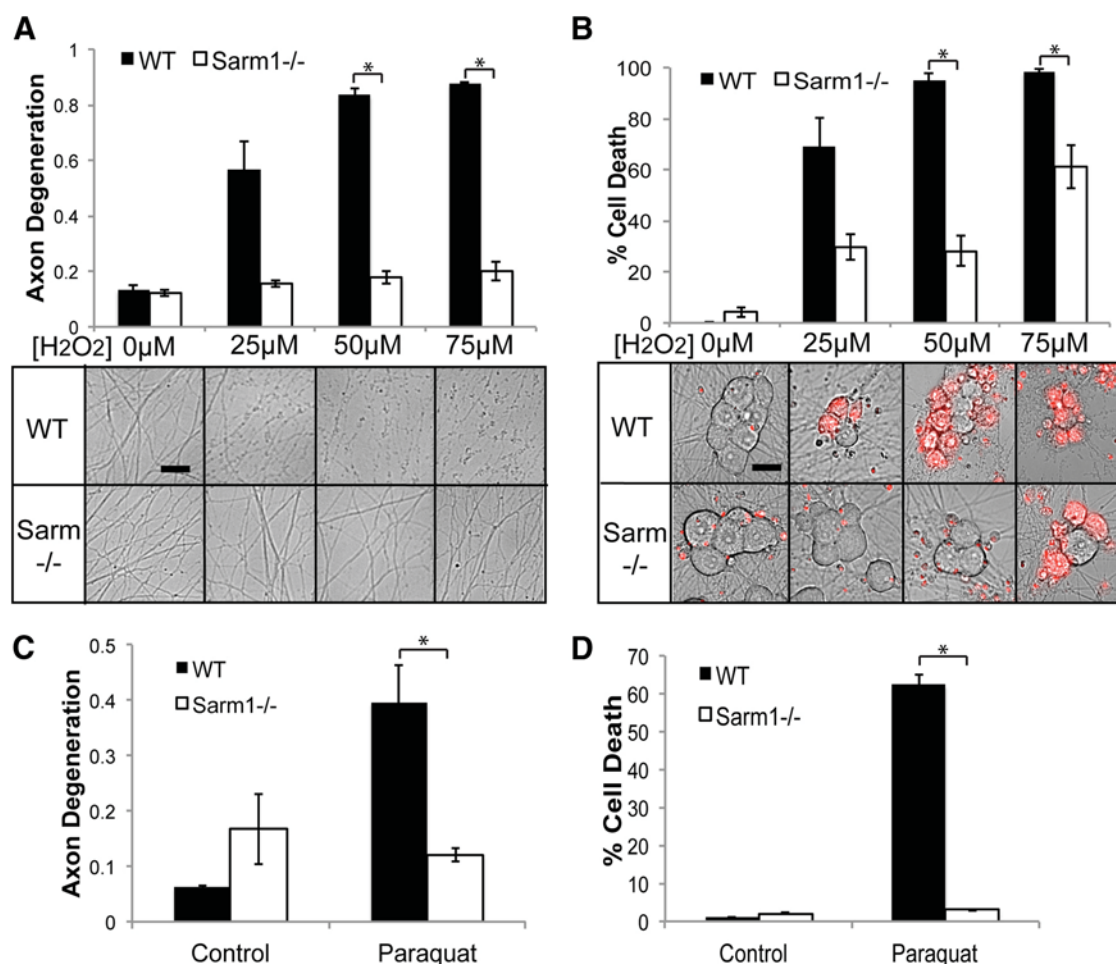 A
WT Sarm1-/-
* *
1
0.8
0.6
0.4
0.2
0
Axon Degeneration
[H2O2] 0µM 25µM 50µM 75µM
WT
Sarm
-/-
B
WT Sarm1-/-
* *
100
80
60
40
20
0
% Cell Death
[H2O2] 0µM 25µM 50µM 75µM
WT
Sarm
-/-
C
WT
Sarm1-/-
*
0.5
0.4
0.3
0.2
0.1
0
Axon Degeneration
Control Paraquat
D
WT
Sarm1-/-
*
70
60
50
40
30
20
10
0
% Cell Death
Control Paraquat